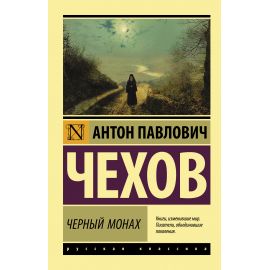 N АНТОН ПАВЛОВИЧ
ЧЕХОВ
ЧЕРНЫЙ МОНАХ
Книги, изменившие мир.
Писатели, объединившие
поколения.
русская классика